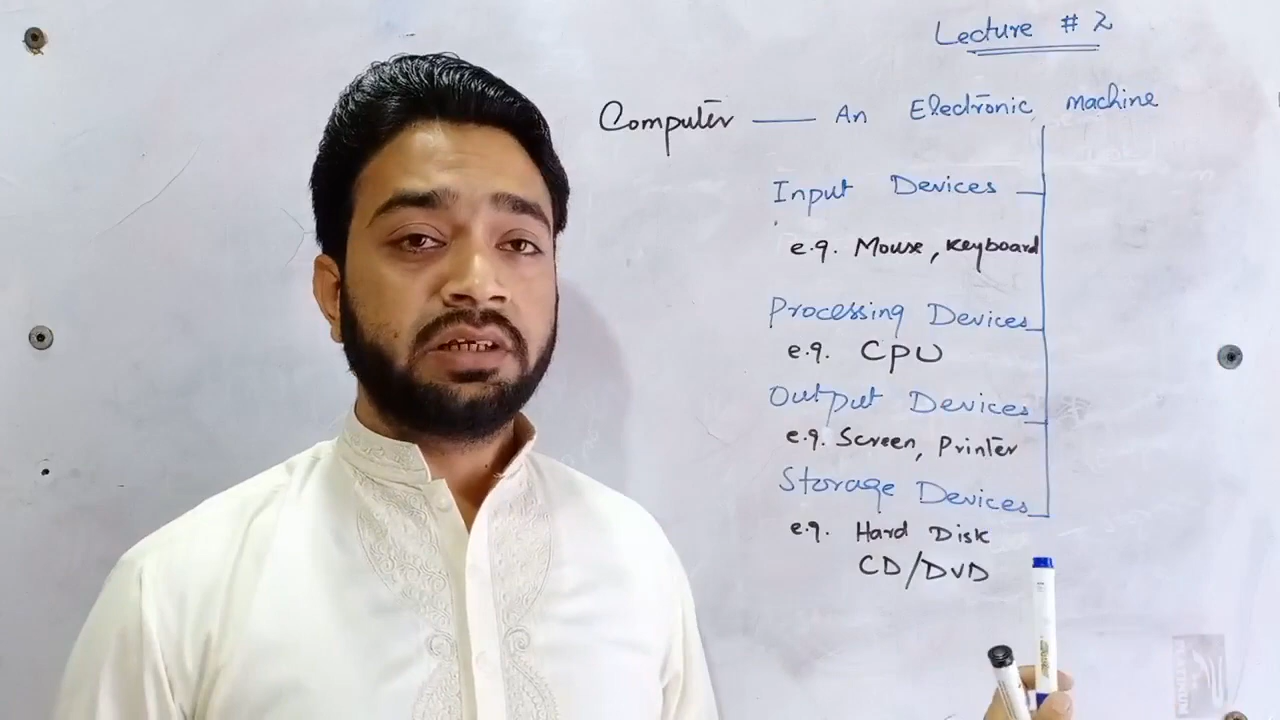 Lecture # 2
Computer — An Electronic Machine
Input Devices
e.g. Mouse, Keyboard
Processing Devices
e.g. CPU
Output Devices
e.g. Screen, Printer
Storage Devices
e.g. Hard Disk
CD/DVD